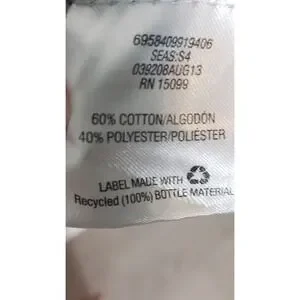 6958409919406
SEAS:S4
039208AUG13
RN 15099
60% COTTON/ALGODÓN
40% POLYESTER/POLIÉSTER
LABEL MADE WITH
Recycled (100%) BOTTLE MATERIAL